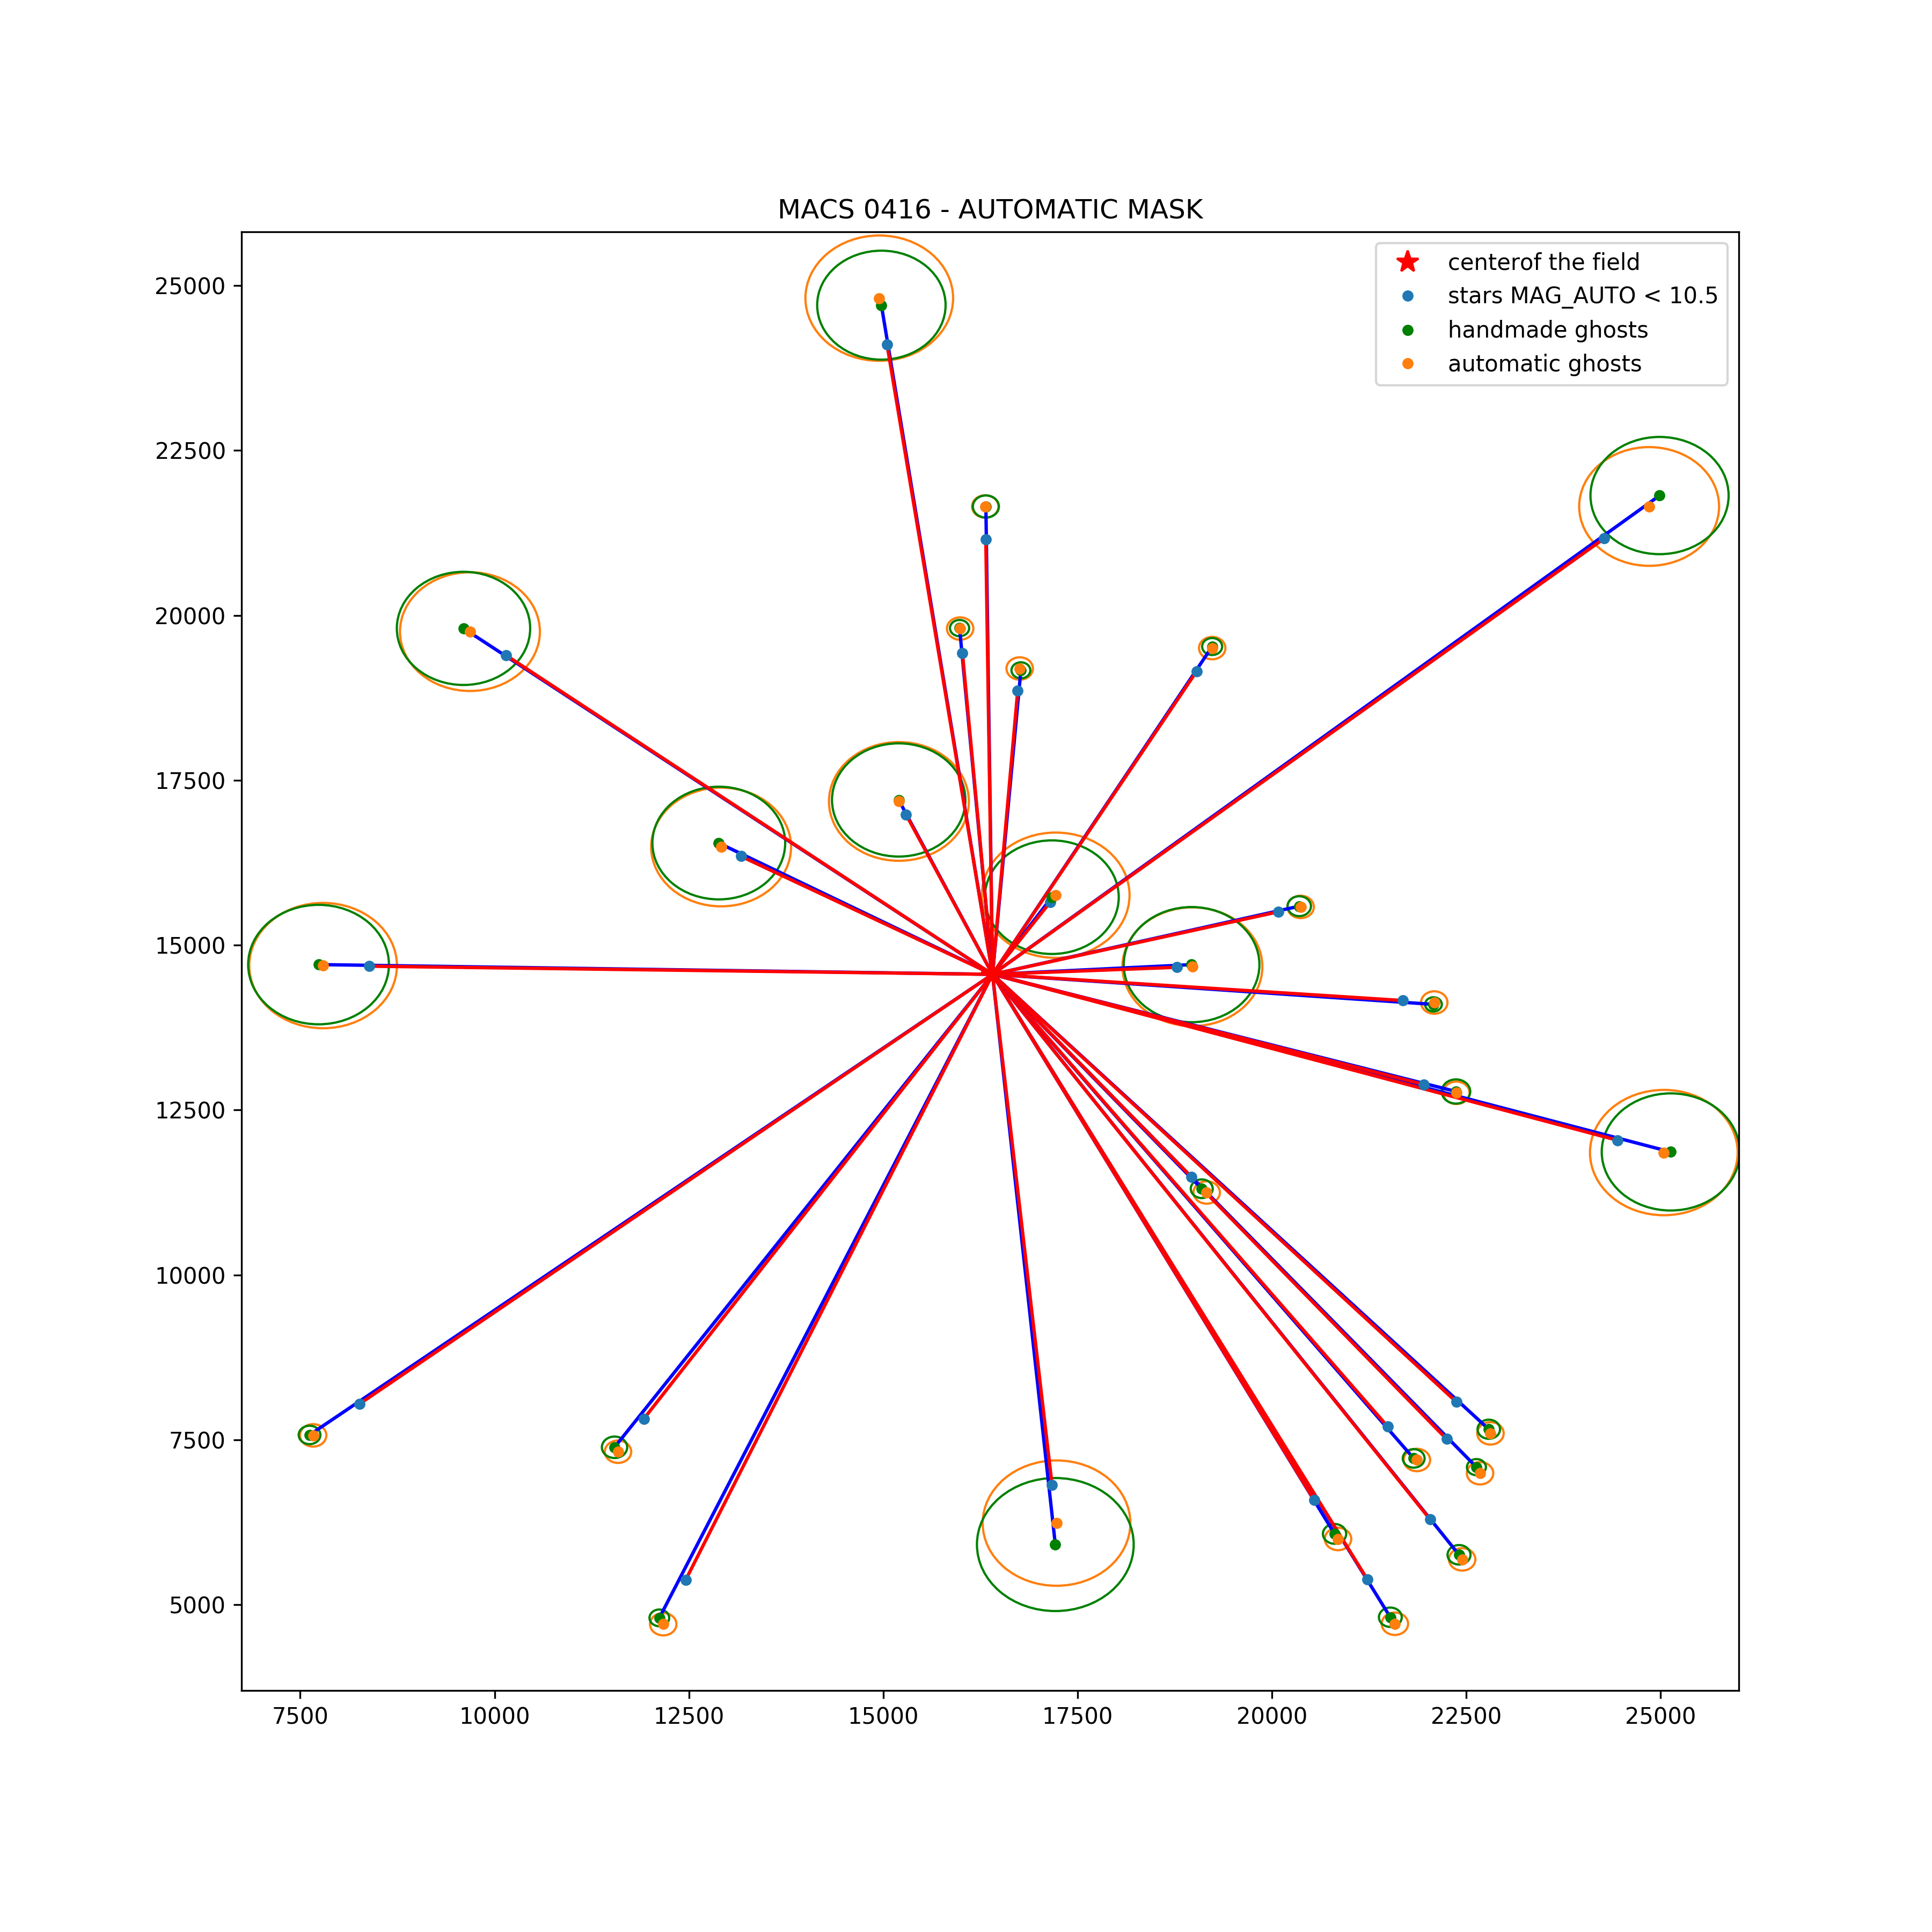 MACS 0416 - AUTOMATIC MASK
centerof the field
stars MAG_AUTO < 10.5
handmade ghosts
automatic ghosts
25000
22500
20000
17500
15000
12500
10000
7500
5000
7500 10000 12500 15000 17500 20000 22500 25000